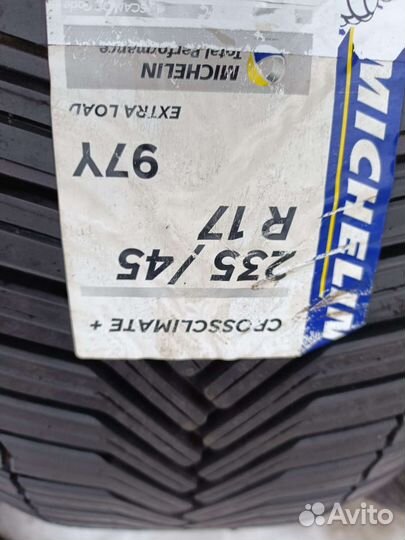 MICHELIN
CROSSCLIMATE +
235/45
R 17
97Y
EXTRA LOAD
MICHELIN
Total Performance
Avito